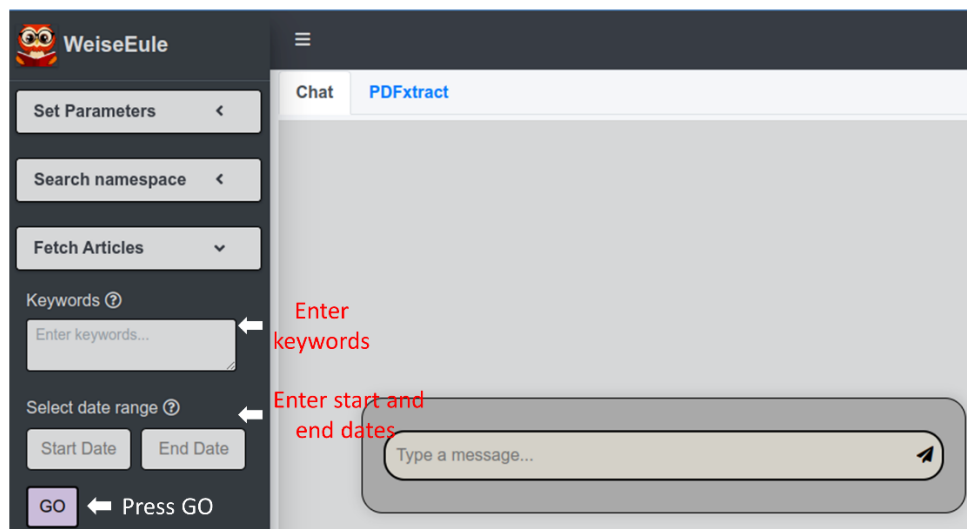 WeiseEule
Chat
PDFxtract
Set Parameters
Search namespace
Fetch Articles
Keywords
Enter keywords...
Enter
keywords
Select date range
Enter start and
end dates
Start Date
End Date
Type a message...
GO
Press GO